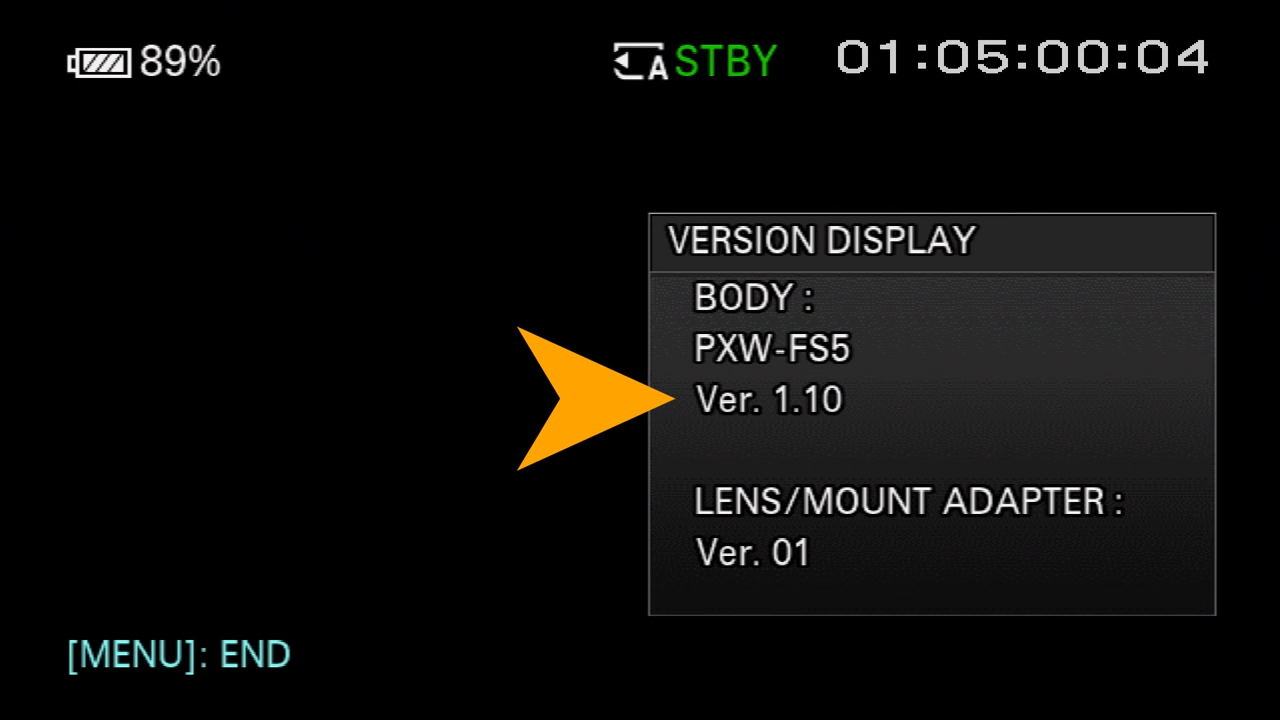 89%
A STBY 01:05:00:04
VERSION DISPLAY
BODY :
PXW-FS5
Ver. 1.10
LENS/MOUNT ADAPTER :
Ver. 01
[MENU]: END